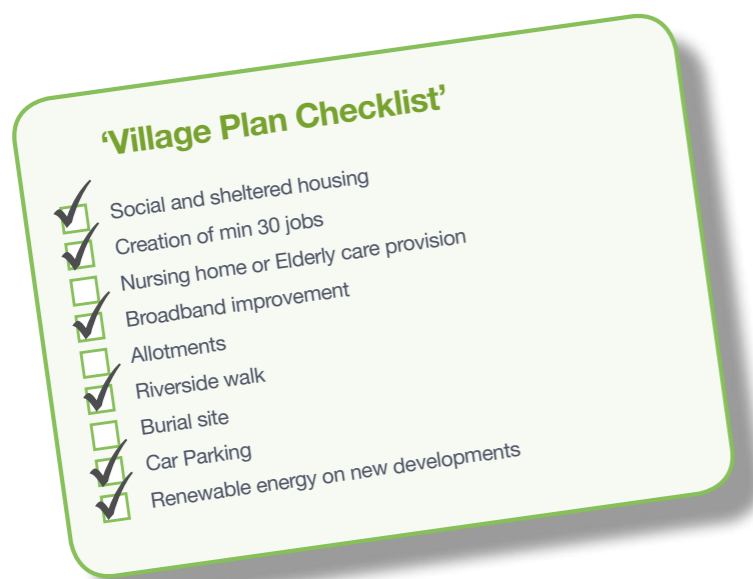 ‘Village Plan Checklist’
Social and sheltered housing
Creation of min 30 jobs
Nursing home or Elderly care provision
Broadband improvement
Allotments
Riverside walk
Burial site
Car Parking
Renewable energy on new developments